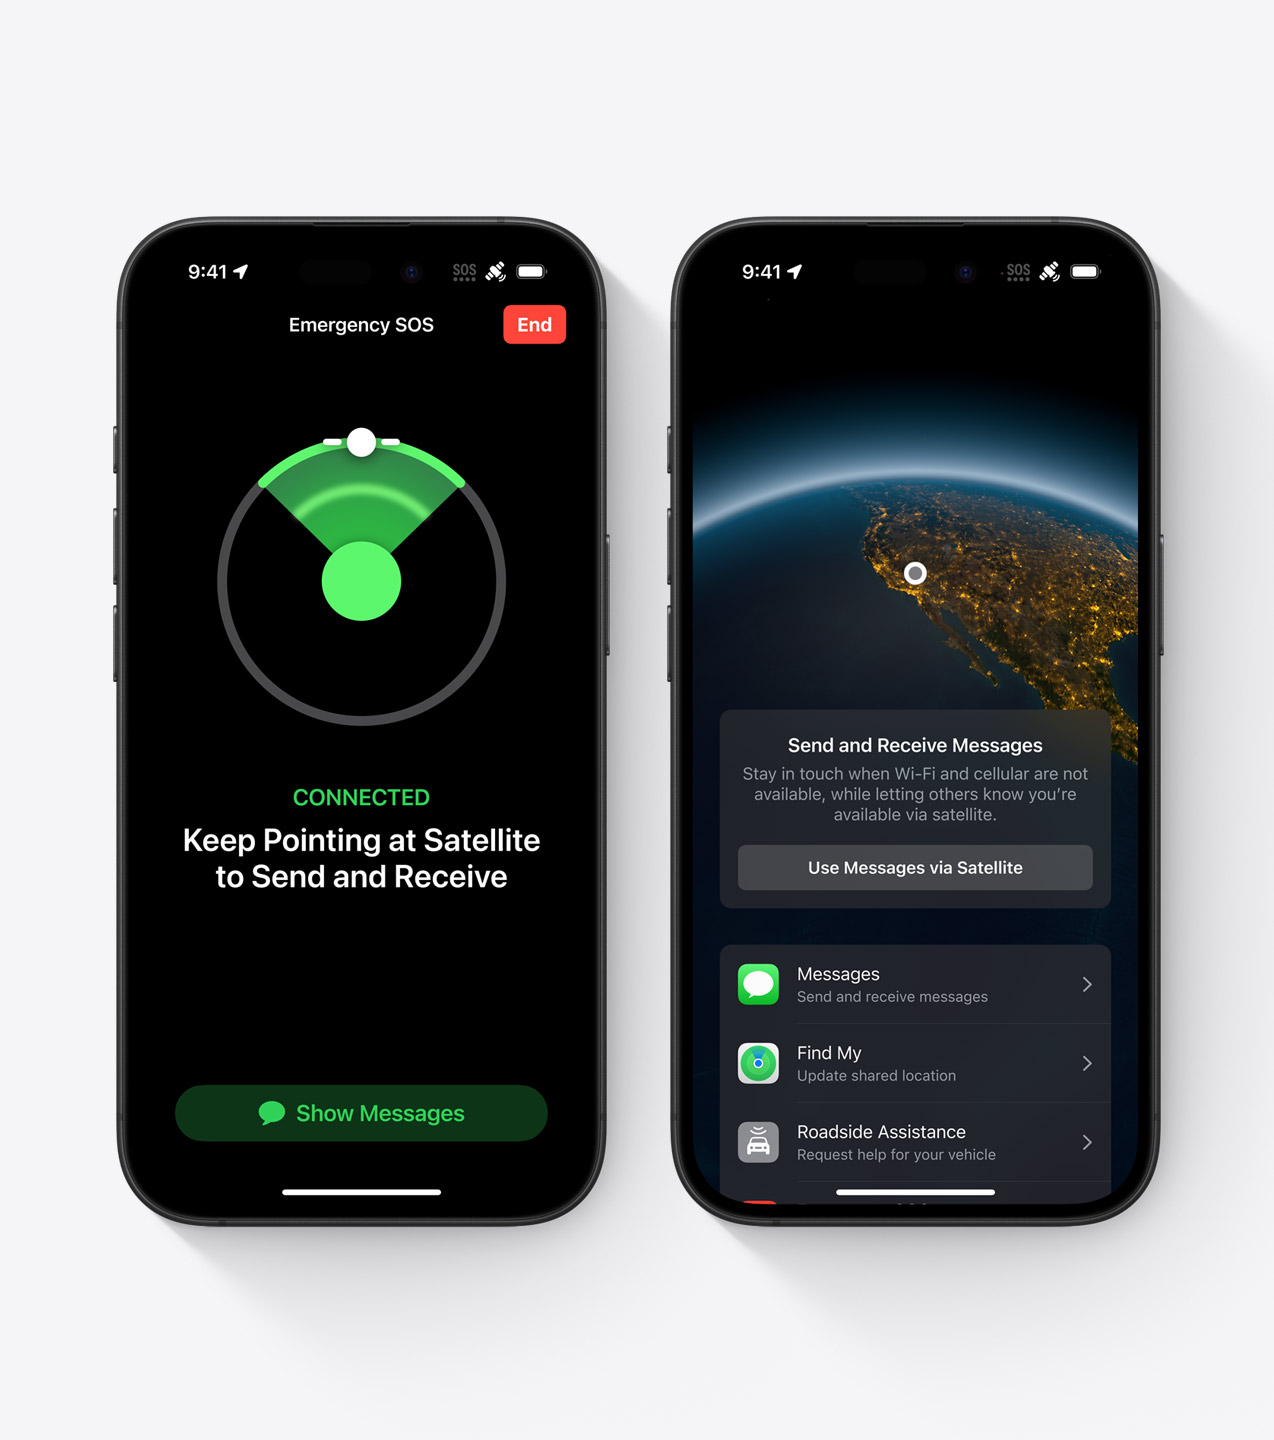 9:41
SOS
Emergency SOS
End
CONNECTED
Keep Pointing at Satellite
to Send and Receive
Show Messages
9:41
SOS
Send and Receive Messages
Stay in touch when Wi-Fi and cellular are not
available, while letting others know you're
available via satellite.
Use Messages via Satellite
Messages
Send and receive messages
Find My
Update shared location
Roadside Assistance
Request help for your vehicle